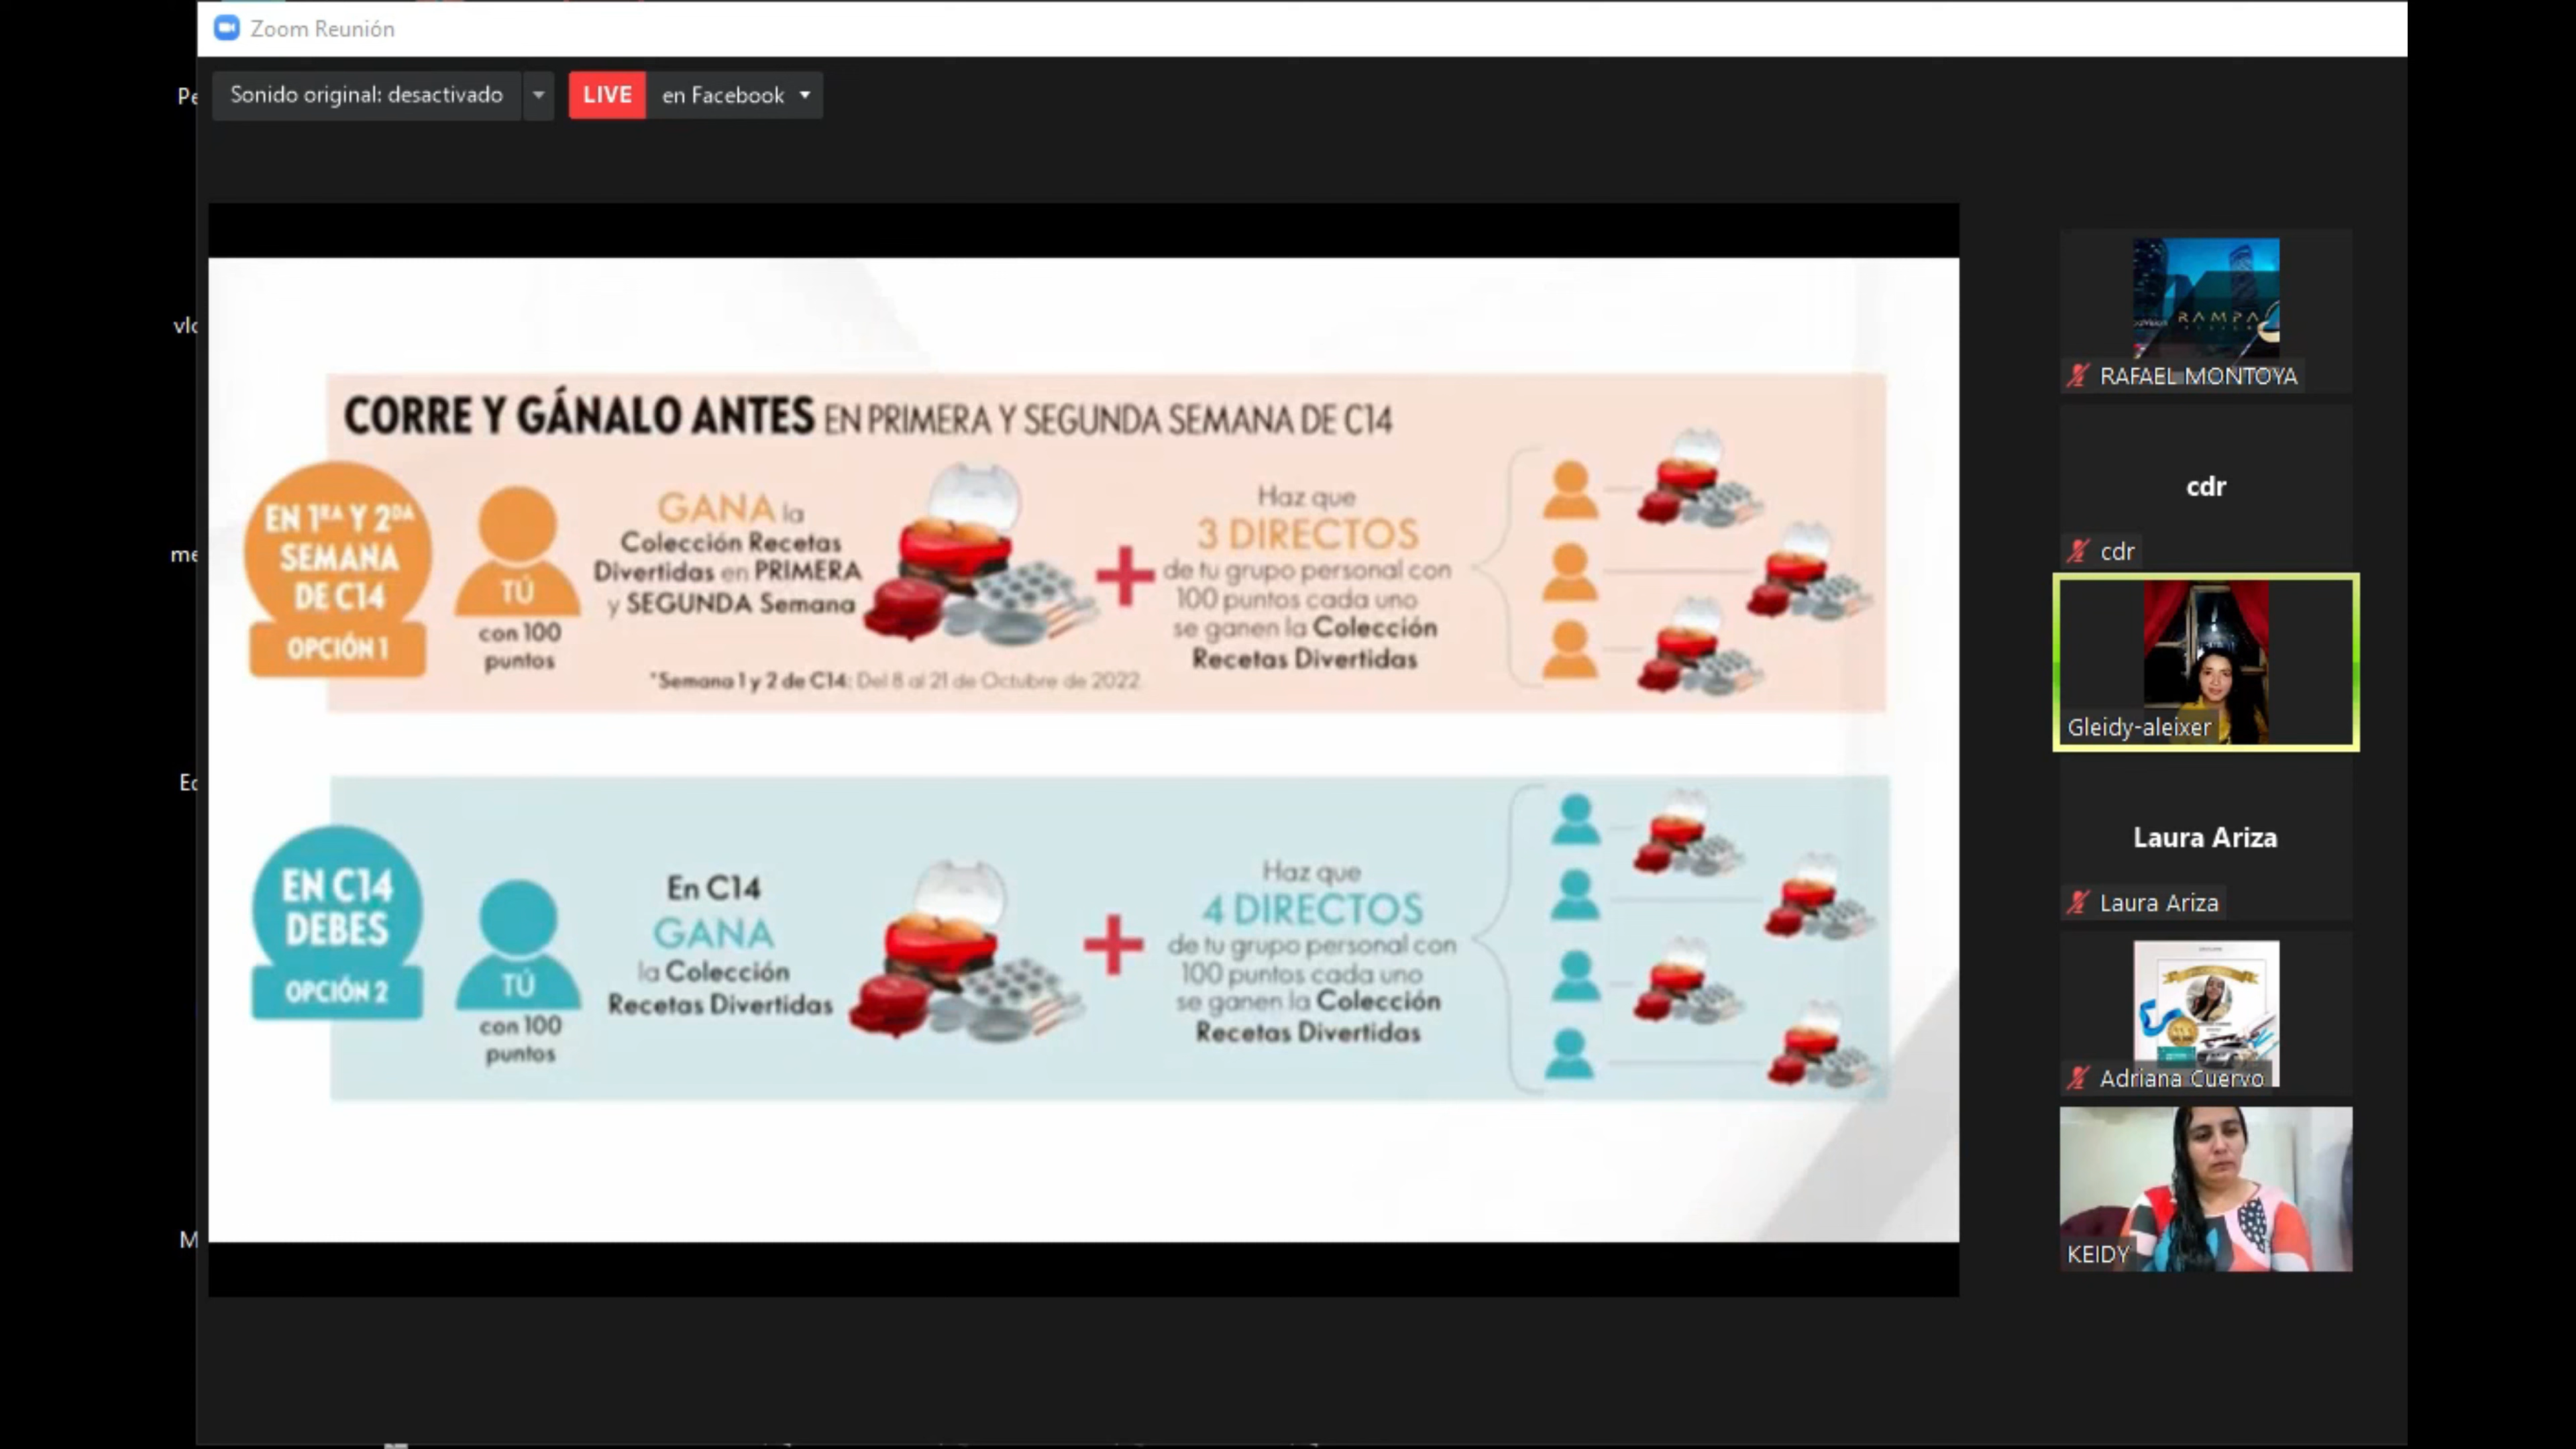 Zoom Reunión
Sonido original: desactivado
LIVE en Facebook
CORRE Y GÁNALO ANTES EN PRIMERA Y SEGUNDA SEMANA DE C14
EN 1RA Y 2DA
SEMANA
DE C14
OPCIÓN 1
TÚ
con 100
puntos
GANA la
Colección Recetas
Divertidas en PRIMERA
y SEGUNDA Semana
Haz que
3 DIRECTOS
de tu grupo personal con
100 puntos cada uno
se ganen la Colección
Recetas Divertidas
*Semana 1 y 2 de C14: Del 8 al 21 de Octubre de 2022
EN C14
DEBES
OPCIÓN 2
TÚ
con 100
puntos
En C14
GANA
la Colección
Recetas Divertidas
Haz que
4 DIRECTOS
de tu grupo personal con
100 puntos cada uno
se ganen la Colección
Recetas Divertidas
RAMPA
RAFAEL MONTOYA
cdr
cdr
Gleidy-aleixer
Laura Ariza
Laura Ariza
Adriana Cuervo
KEIDY